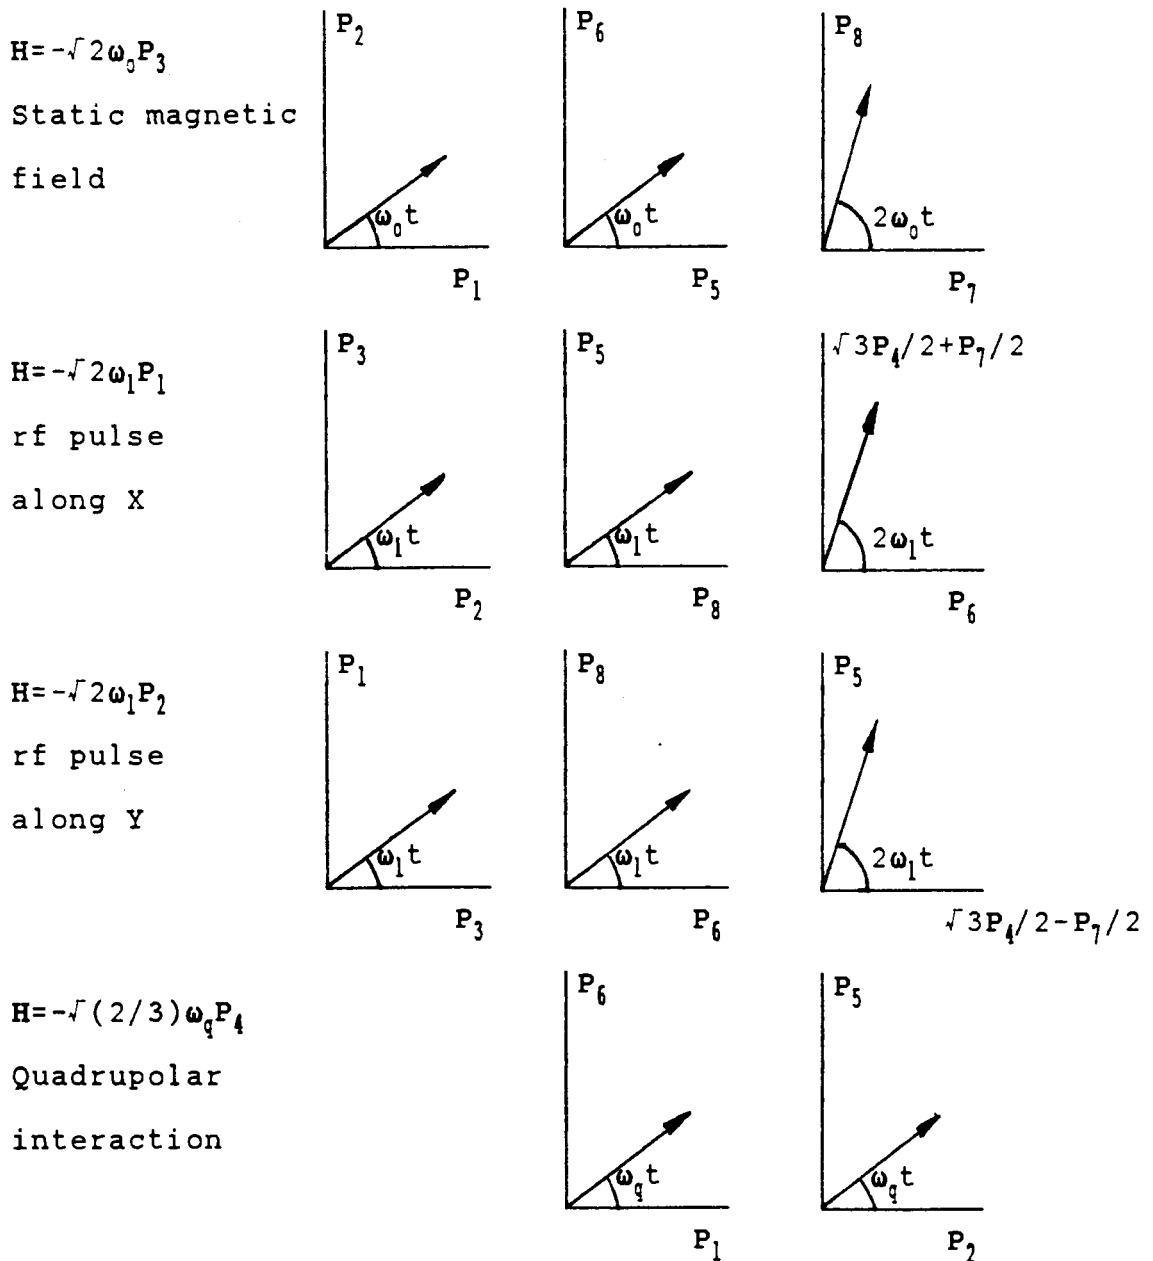 H=-√2ω₀P₃
Static magnetic
field
P₂
ω₀t
P₁
P₆
ω₀t
P₅
P₈
2ω₀t
P₇
H=-√2ω₁P₁
rf pulse
along X
P₃
ω₁t
P₂
P₅
ω₁t
P₈
√3P₄/2+P₇/2
2ω₁t
P₆
H=-√2ω₁P₂
rf pulse
along Y
P₁
ω₁t
P₃
P₈
ω₁t
P₆
P₅
2ω₁t
√3P₄/2-P₇/2
H=-√(2/3)ω_qP₄
Quadrupolar
interaction
P₆
ω_qt
P₁
P₅
ω_qt
P₂